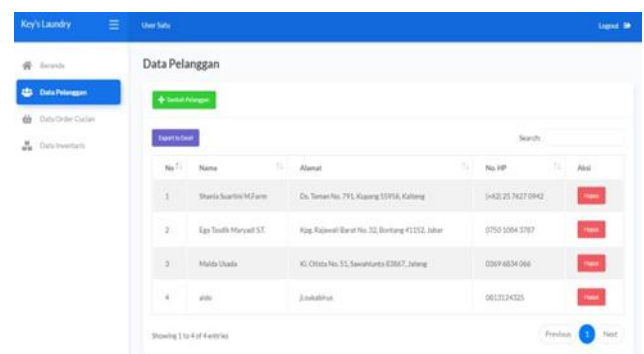 Key's Laundry
User Satu
Logout
Beranda
Data Pelanggan
Data Order Cucian
Data Inventaris
Data Pelanggan
Tambah Pelanggan
Export to Excel
Search:
No Nama Alamat No. HP Aksi
1 Shania Suartini M.Farm Ds. Taman No. 791, Kupang 55956, Kalteng (+62) 25 7627 0942 Hapus
2 Ega Taufik Maryadi S.T. Kpg. Rajawali Barat No. 32, Bontang 41152, Jabar 0750 1084 3787 Hapus
3 Malda Usada Ki. Otista No. 51, Sawahlunto 83867, Jateng 0369 6834 066 Hapus
4 aldo 0813124325 Hapus
Showing 1 to 4 of 4 entries
Previous 1 Next